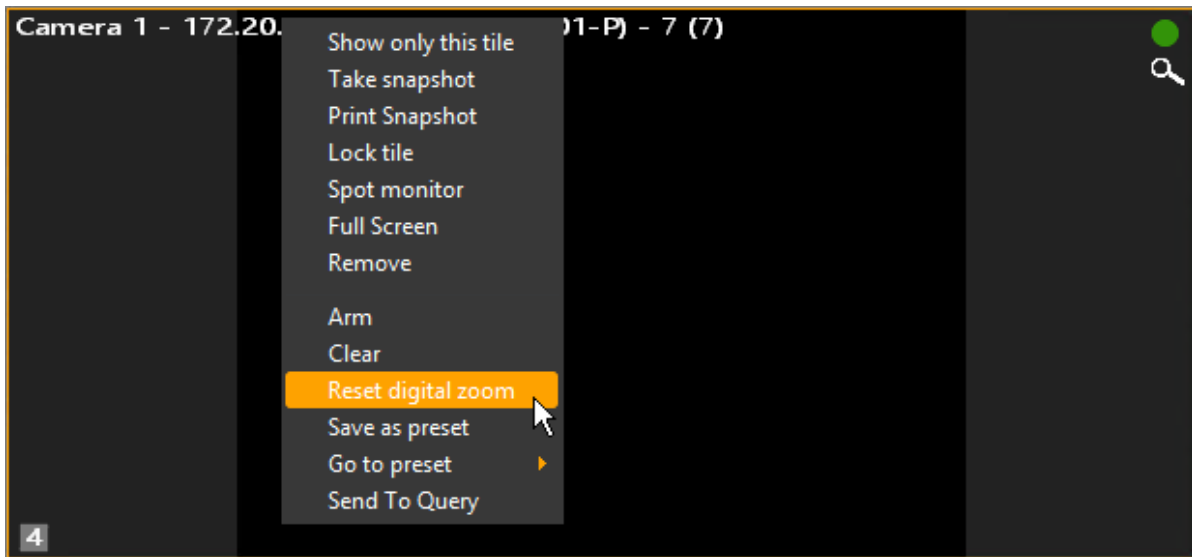 Camera 1 - 172.20. 01-P) - 7 (7)
Show only this tile
Take snapshot
Print Snapshot
Lock tile
Spot monitor
Full Screen
Remove
Arm
Clear
Reset digital zoom
Save as preset
Go to preset
Send To Query
4